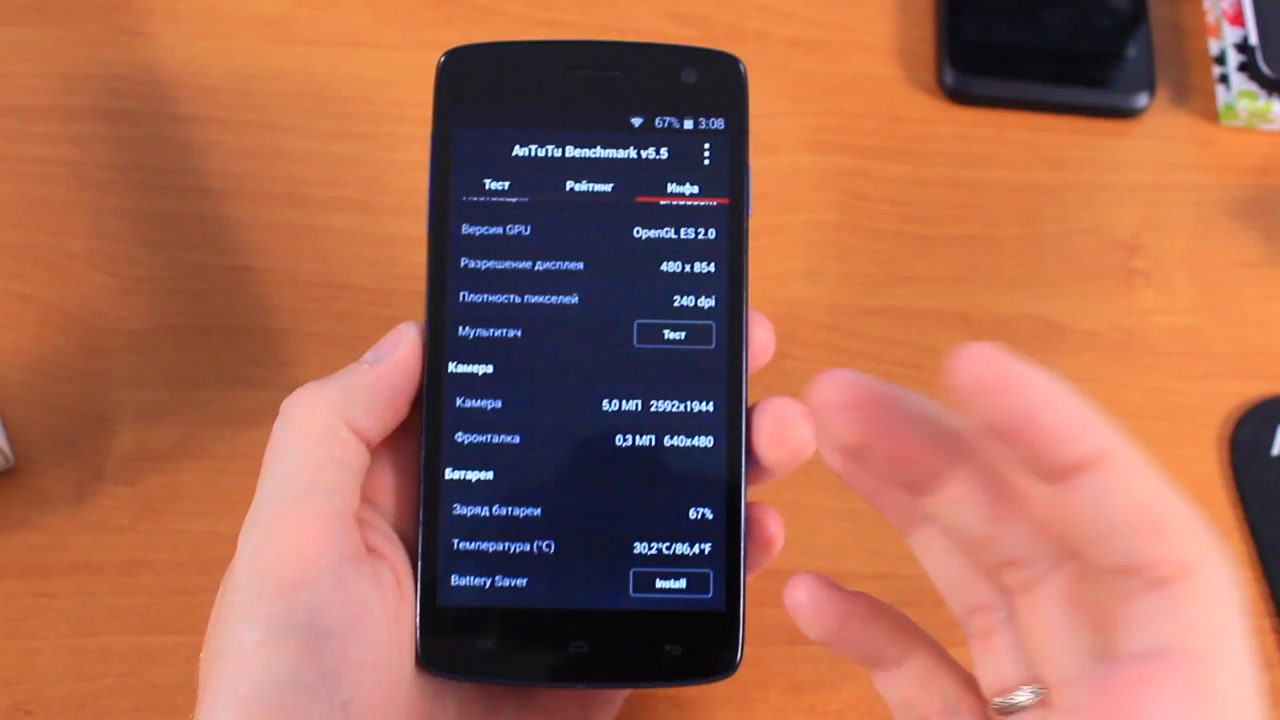 67% 3:08
AnTuTu Benchmark v5.5
Тест Рейтинг Инфа
Версия GPU OpenGL ES 2.0
Разрешение дисплея 480 x 854
Плотность пикселей 240 dpi
Мультитач Тест
Камера
Камера 5,0 МП 2592x1944
Фронталка 0,3 МП 640x480
Батарея
Заряд батареи 67%
Температура (°C) 30,2°C/86,4°F
Battery Saver Install